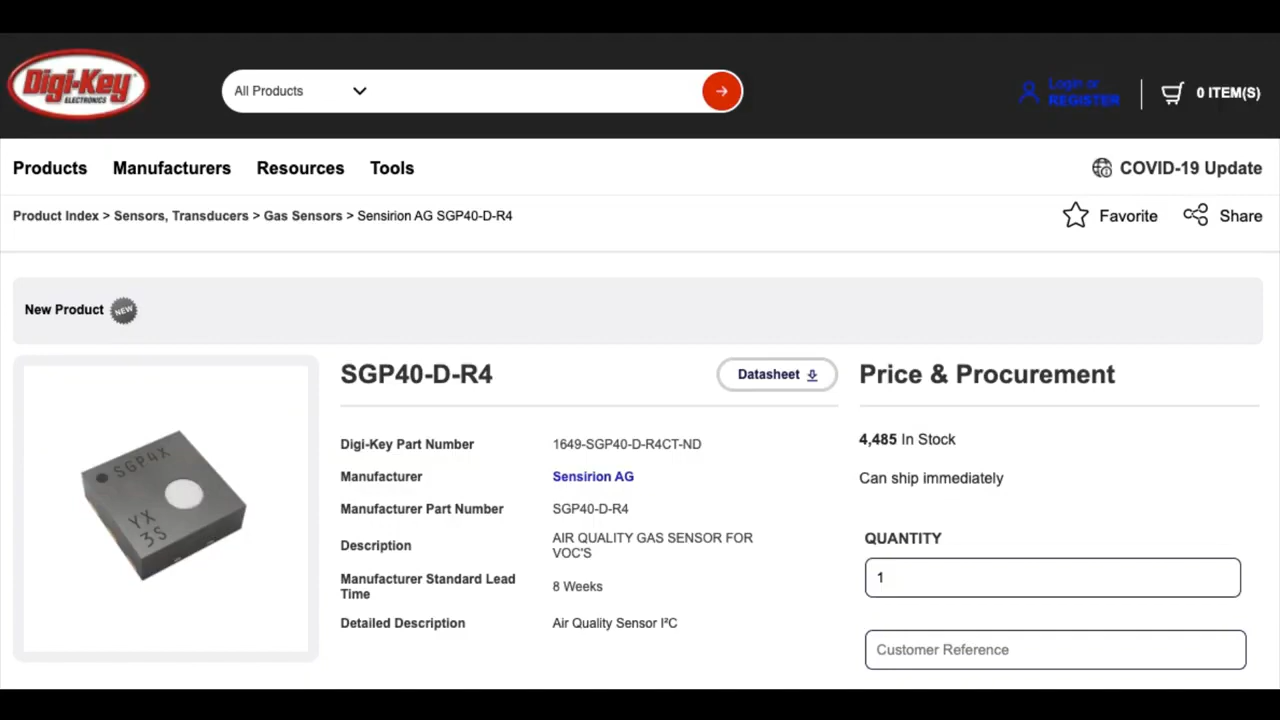 Digi-Key
ELECTRONICS
All Products
Login or
REGISTER
0 ITEM(S)
Products Manufacturers Resources Tools
COVID-19 Update
Product Index > Sensors, Transducers > Gas Sensors > Sensirion AG SGP40-D-R4
Favorite
Share
New Product
NEW
SGP4X
YX
3S
SGP40-D-R4
Datasheet
Digi-Key Part Number 1649-SGP40-D-R4CT-ND
Manufacturer Sensirion AG
Manufacturer Part Number SGP40-D-R4
Description AIR QUALITY GAS SENSOR FOR
VOC'S
Manufacturer Standard Lead
Time 8 Weeks
Detailed Description Air Quality Sensor I²C
Price & Procurement
4,485 In Stock
Can ship immediately
QUANTITY
1
Customer Reference